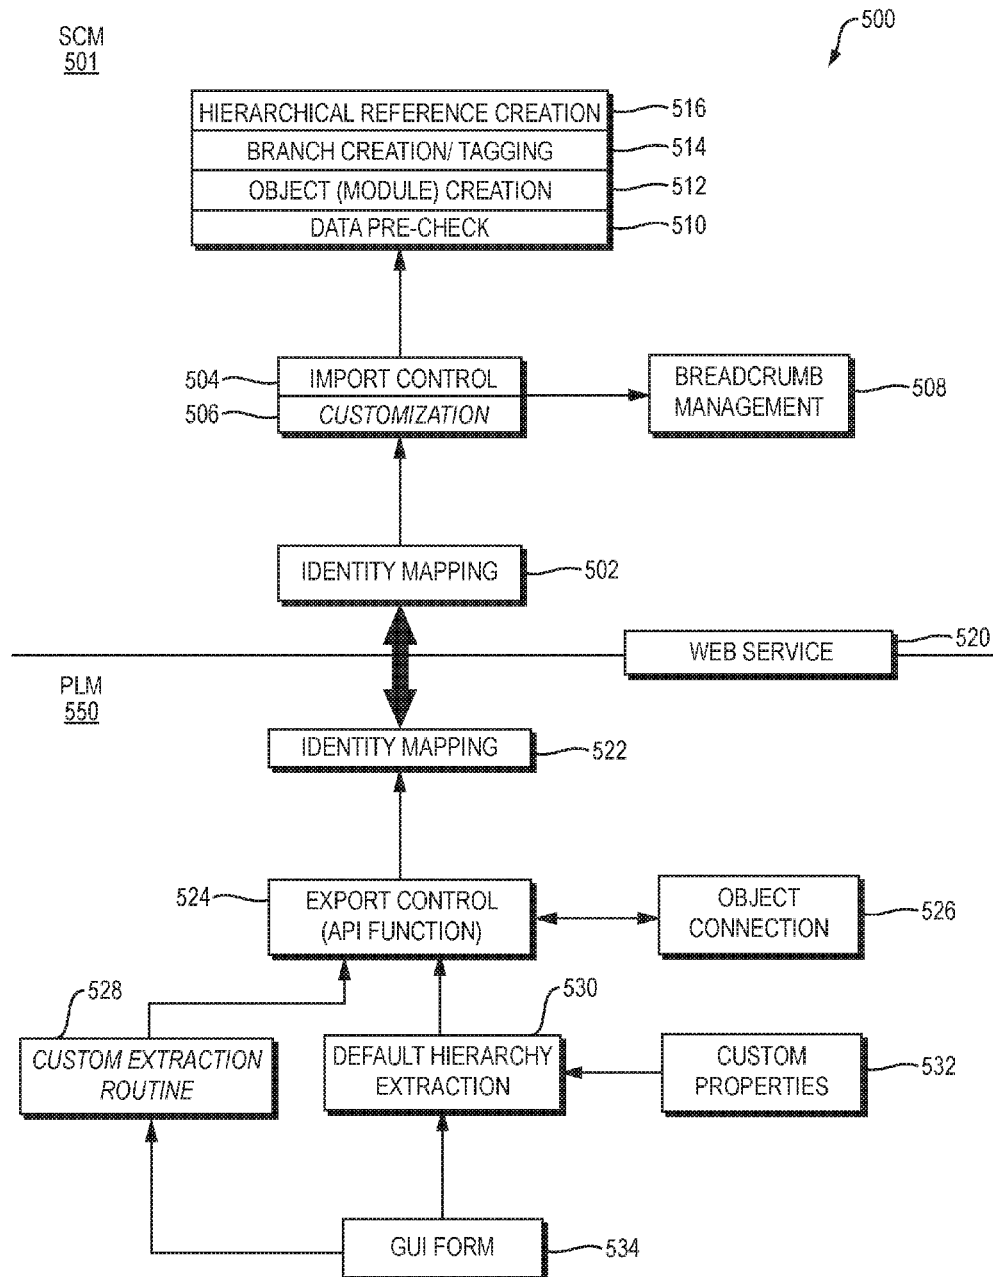 SCM
501
500
HIERARCHICAL REFERENCE CREATION
516
BRANCH CREATION/ TAGGING
514
OBJECT (MODULE) CREATION
512
DATA PRE-CHECK
510
504
IMPORT CONTROL
506
CUSTOMIZATION
BREADCRUMB
MANAGEMENT
508
IDENTITY MAPPING
502
WEB SERVICE
520
PLM
550
IDENTITY MAPPING
522
524
EXPORT CONTROL
(API FUNCTION)
OBJECT
CONNECTION
526
528
CUSTOM EXTRACTION
ROUTINE
530
DEFAULT HIERARCHY
EXTRACTION
CUSTOM
PROPERTIES
532
GUI FORM
534